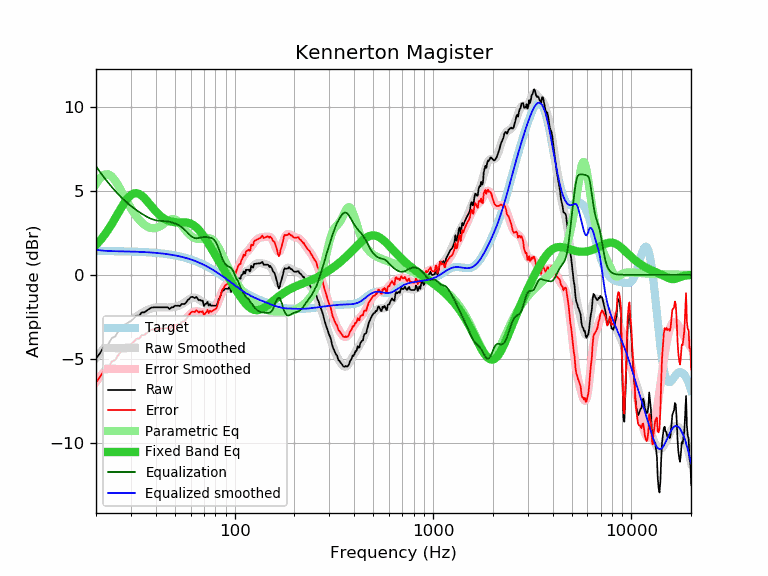 Kennerton Magister
Amplitude (dBr)
10
5
0
−5
−10
Target
Raw Smoothed
Error Smoothed
Raw
Error
Parametric Eq
Fixed Band Eq
Equalization
Equalized smoothed
100
1000
10000
Frequency (Hz)